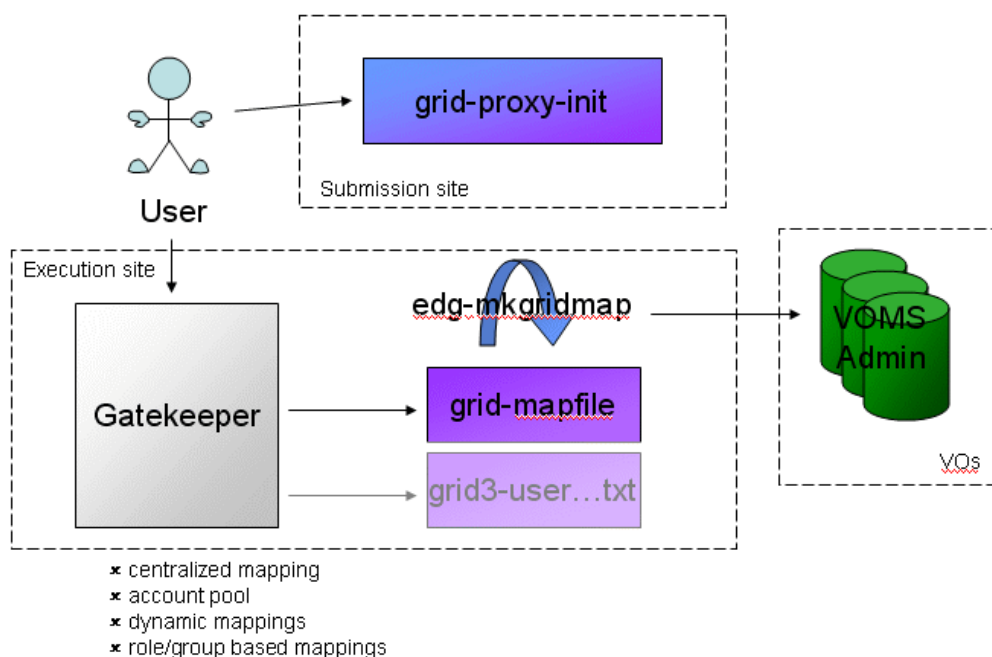 grid-proxy-init
Submission site
User
Execution site
edg-mkgridmap
VOMS
Admin
Gatekeeper
grid-mapfile
VOs
grid3-user...txt
× centralized mapping
× account pool
× dynamic mappings
× role/group based mappings